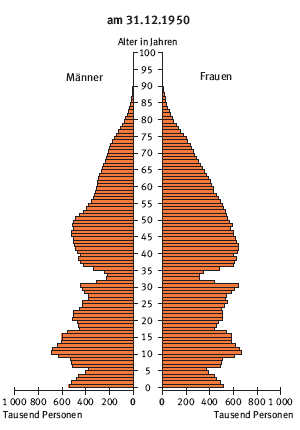 am 31.12.1950
Alter in Jahren
Männer
Frauen
100
95
90
85
80
75
70
65
60
55
50
45
40
35
30
25
20
15
10
5
0
1 000 800 600 400 200 0
0 200 400 600 800 1 000
Tausend Personen
Tausend Personen